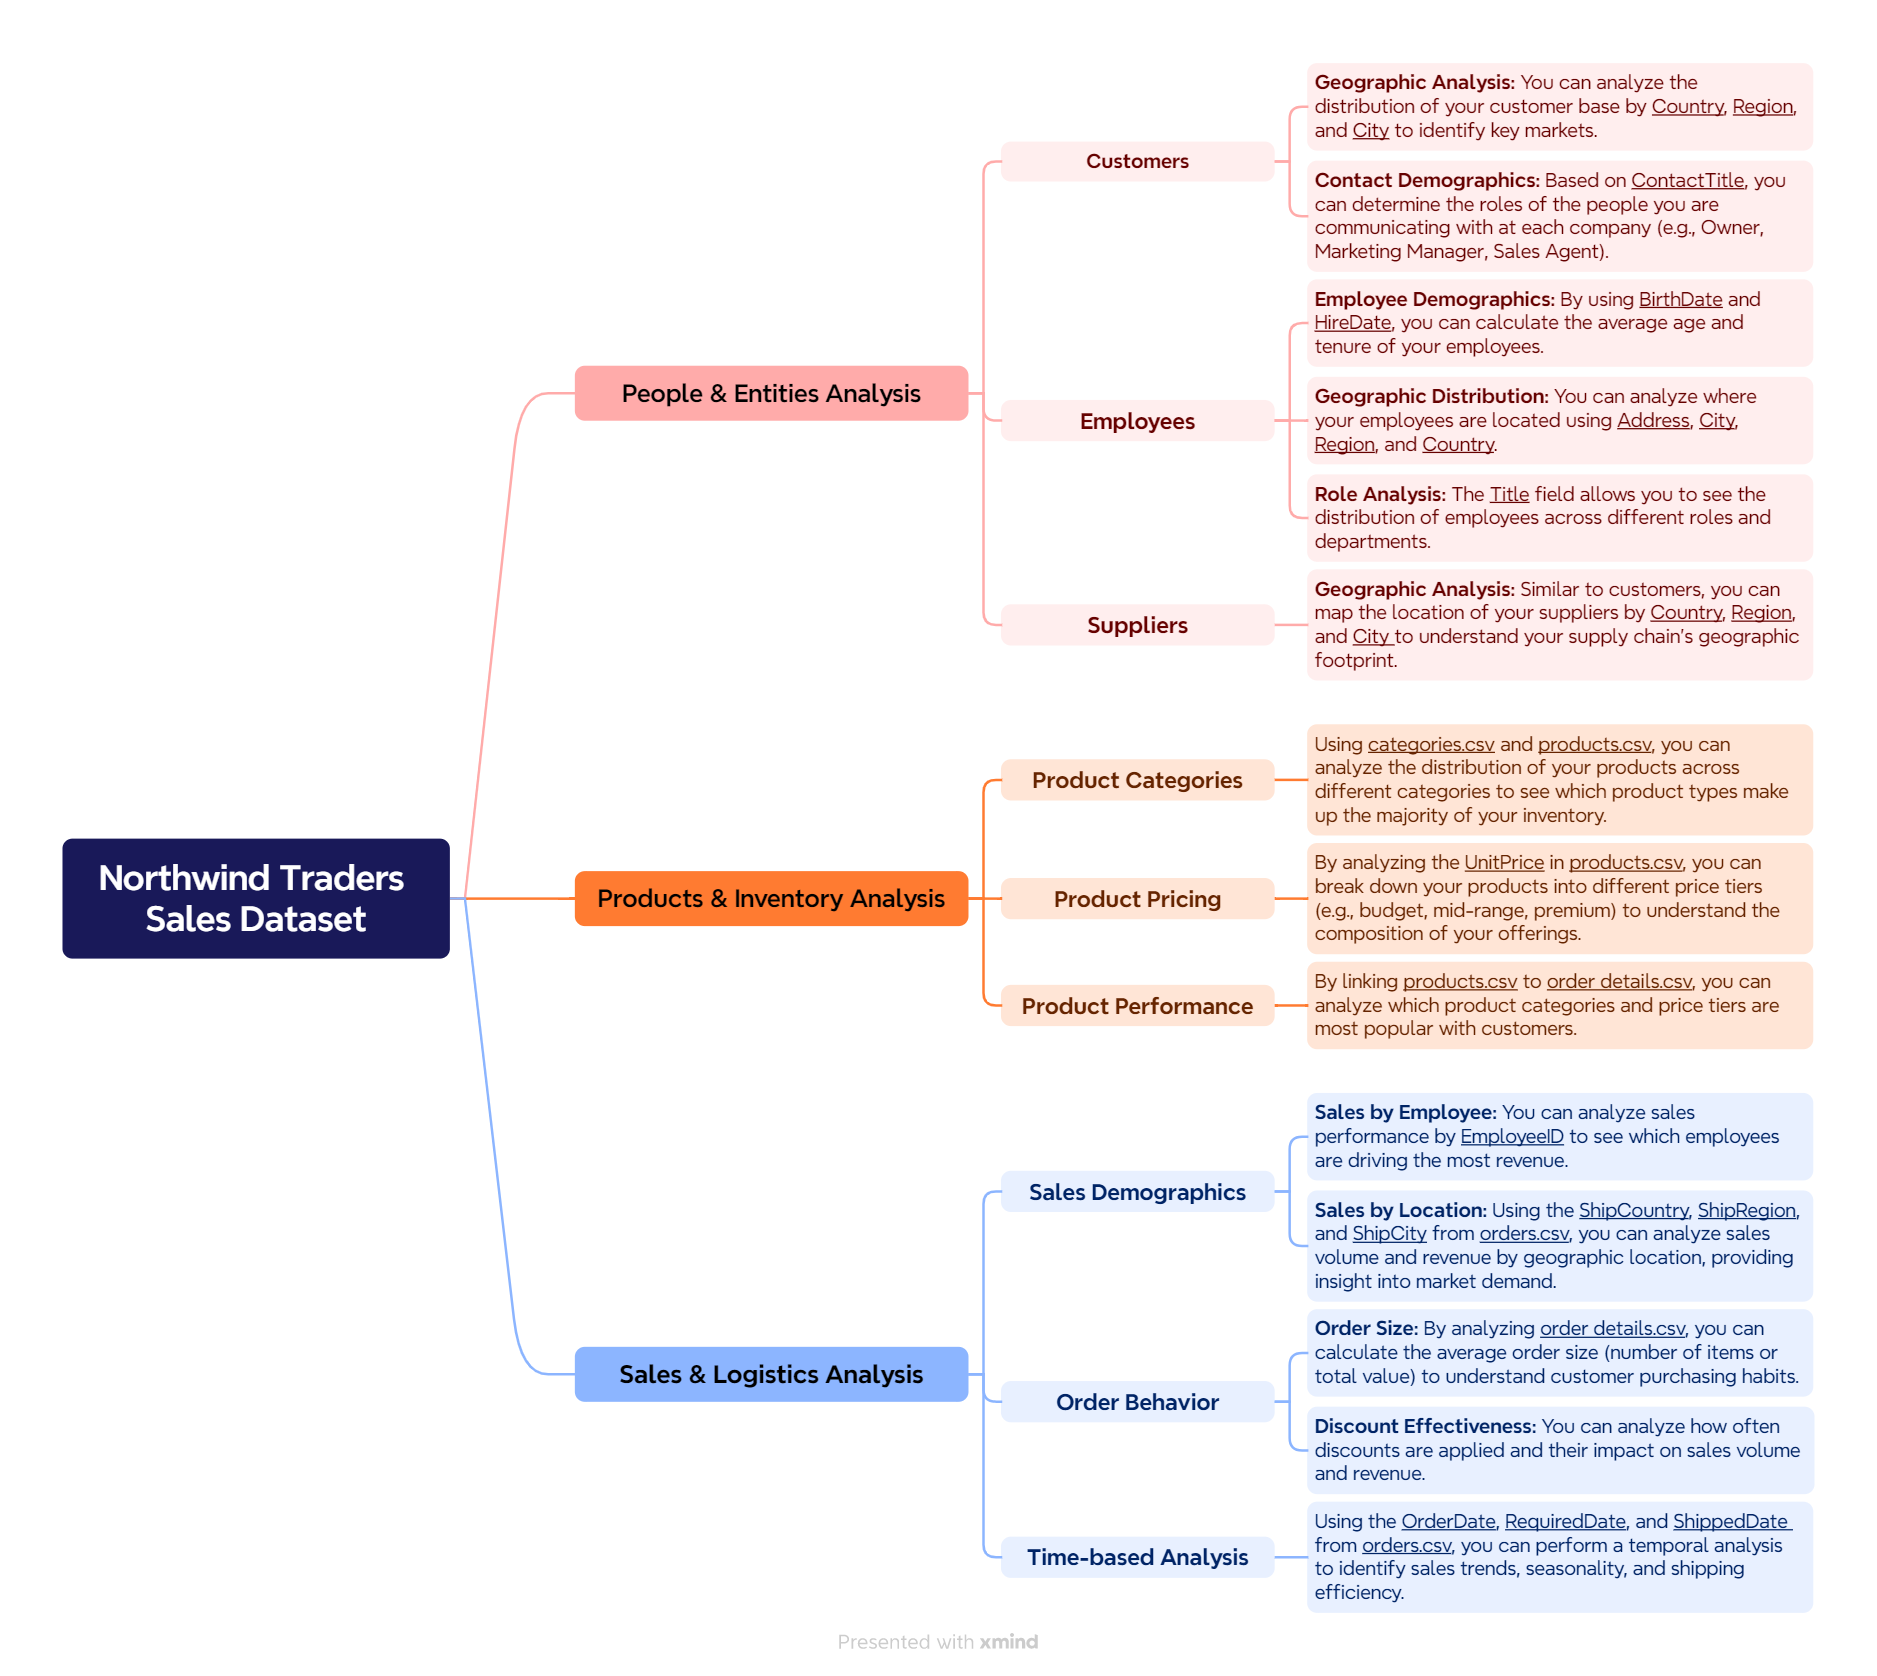 Northwind Traders
Sales Dataset
People & Entities Analysis
Customers
Geographic Analysis: You can analyze the
distribution of your customer base by Country, Region,
and City to identify key markets.
Contact Demographics: Based on ContactTitle, you
can determine the roles of the people you are
communicating with at each company (e.g., Owner,
Marketing Manager, Sales Agent).
Employees
Employee Demographics: By using BirthDate and
HireDate, you can calculate the average age and
tenure of your employees.
Geographic Distribution: You can analyze where
your employees are located using Address, City,
Region, and Country.
Role Analysis: The Title field allows you to see the
distribution of employees across different roles and
departments.
Suppliers
Geographic Analysis: Similar to customers, you can
map the location of your suppliers by Country, Region,
and City to understand your supply chain's geographic
footprint.
Products & Inventory Analysis
Product Categories
Using categories.csv and products.csv, you can
analyze the distribution of your products across
different categories to see which product types make
up the majority of your inventory.
Product Pricing
By analyzing the UnitPrice in products.csv, you can
break down your products into different price tiers
(e.g., budget, mid-range, premium) to understand the
composition of your offerings.
Product Performance
By linking products.csv to order details.csv, you can
analyze which product categories and price tiers are
most popular with customers.
Sales & Logistics Analysis
Sales Demographics
Sales by Employee: You can analyze sales
performance by EmployeeID to see which employees
are driving the most revenue.
Sales by Location: Using the ShipCountry, ShipRegion,
and ShipCity from orders.csv, you can analyze sales
volume and revenue by geographic location, providing
insight into market demand.
Order Behavior
Order Size: By analyzing order details.csv, you can
calculate the average order size (number of items or
total value) to understand customer purchasing habits.
Discount Effectiveness: You can analyze how often
discounts are applied and their impact on sales volume
and revenue.
Time-based Analysis
Using the OrderDate, RequiredDate, and ShippedDate
from orders.csv, you can perform a temporal analysis
to identify sales trends, seasonality, and shipping
efficiency.
Presented with xmind